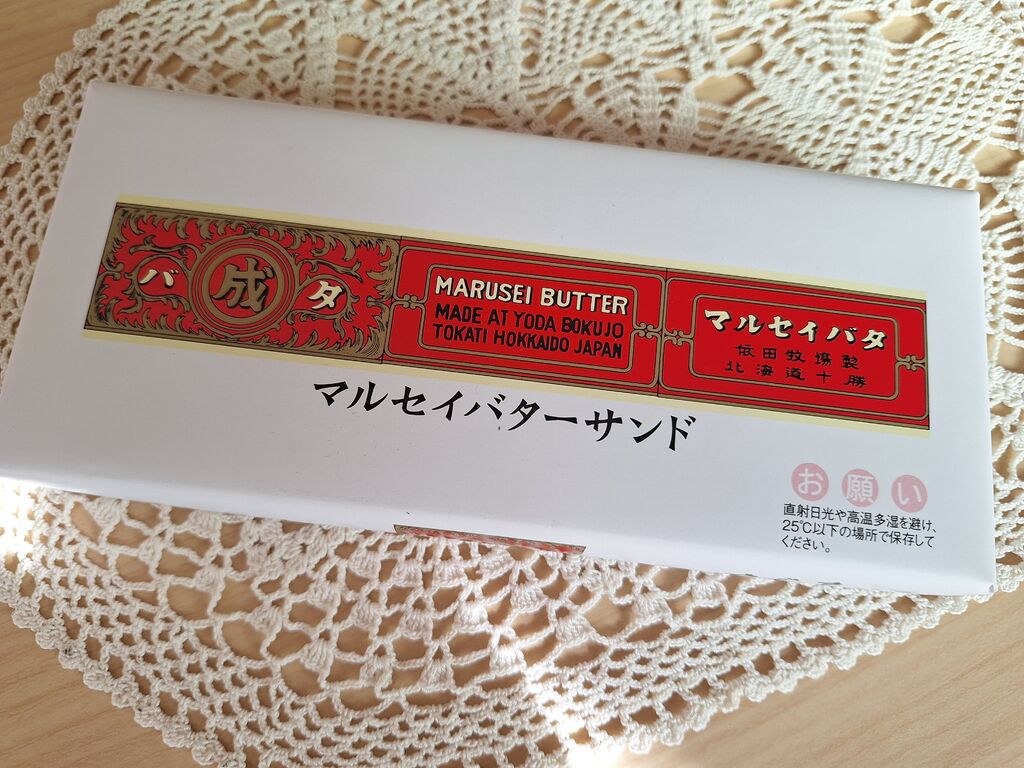 バ成タ
MARUSEI BUTTER
MADE AT YODA BOKUJO
TOKATI HOKKAIDO JAPAN
マルセイバタ
依田牧場製
北海道十勝
マルセイバターサンド
お願い
直射日光や高温多湿を避け、
25℃以下の場所で保存して
ください。